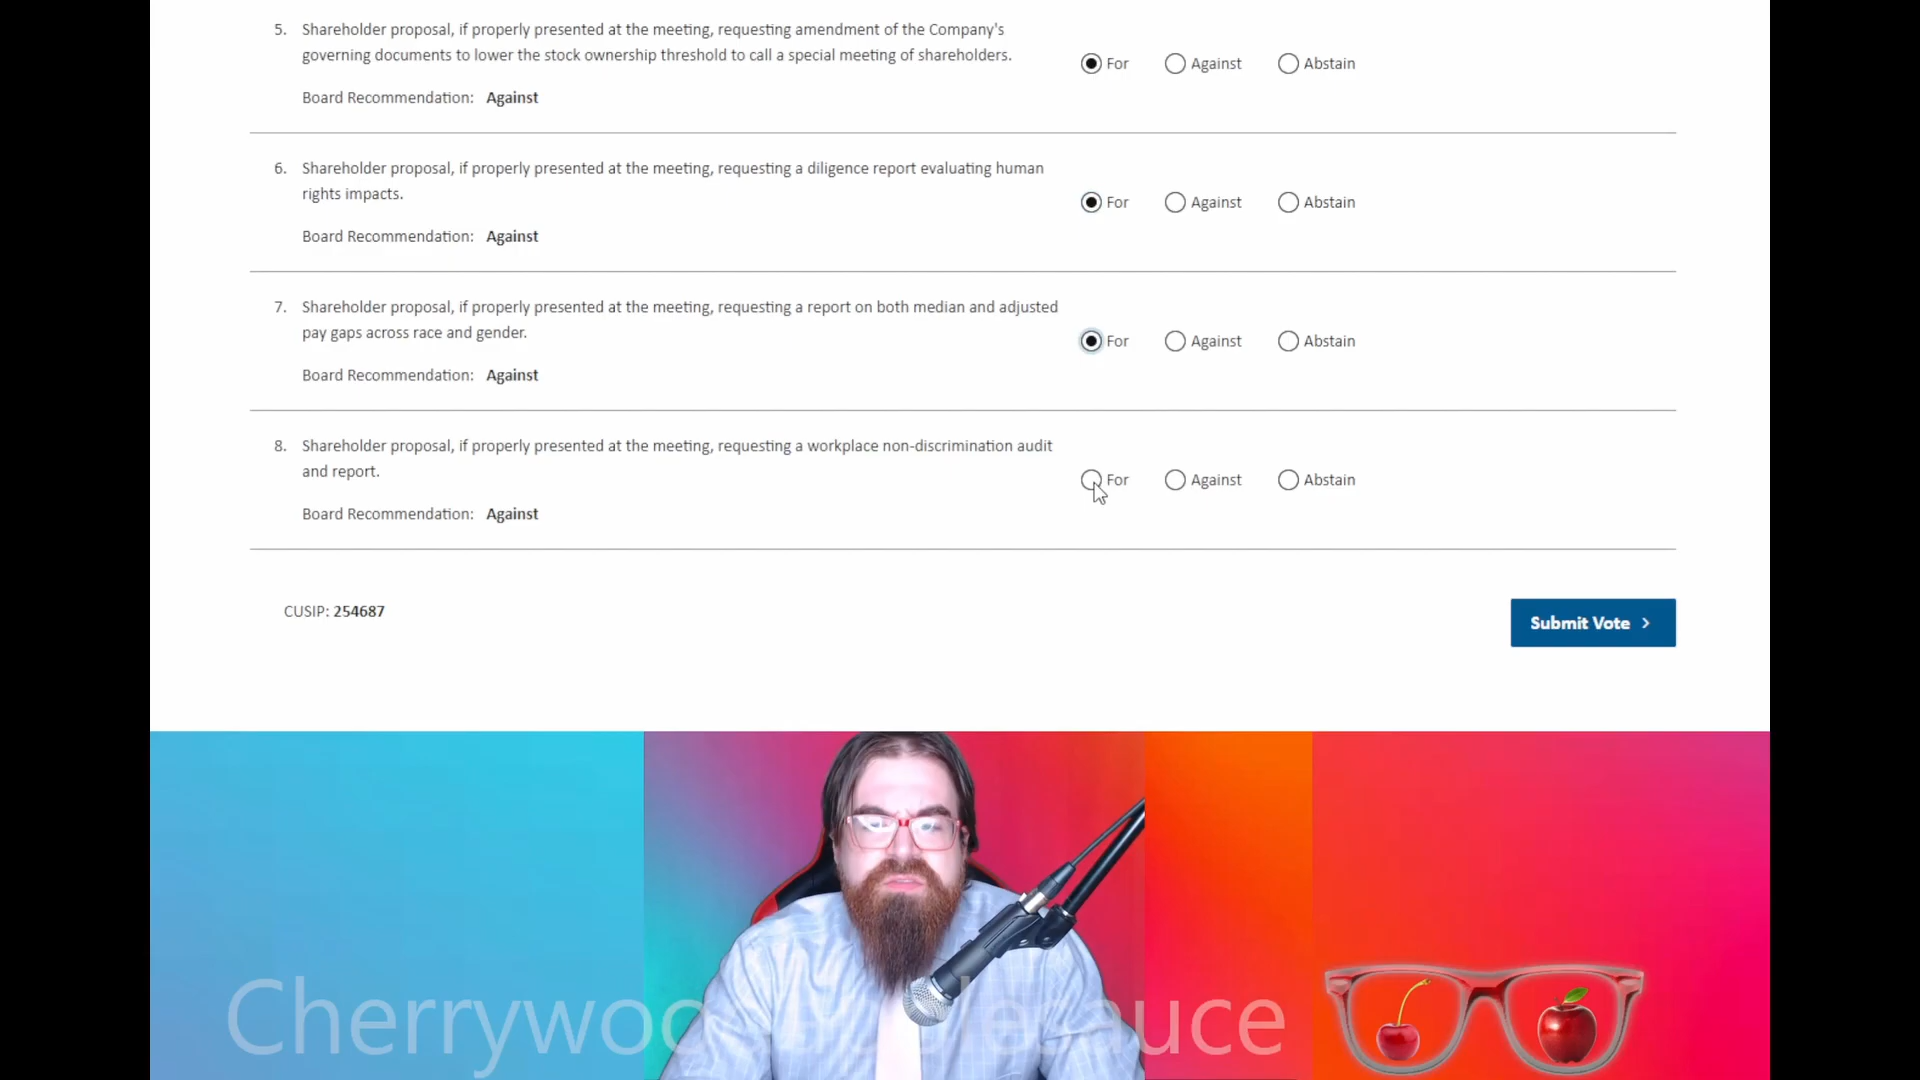 5. Shareholder proposal, if properly presented at the meeting, requesting amendment of the Company's
governing documents to lower the stock ownership threshold to call a special meeting of shareholders.
For Against Abstain
Board Recommendation: Against
6. Shareholder proposal, if properly presented at the meeting, requesting a diligence report evaluating human
rights impacts.
For Against Abstain
Board Recommendation: Against
7. Shareholder proposal, if properly presented at the meeting, requesting a report on both median and adjusted
pay gaps across race and gender.
For Against Abstain
Board Recommendation: Against
8. Shareholder proposal, if properly presented at the meeting, requesting a workplace non-discrimination audit
and report.
For Against Abstain
Board Recommendation: Against
CUSIP: 254687
Submit Vote